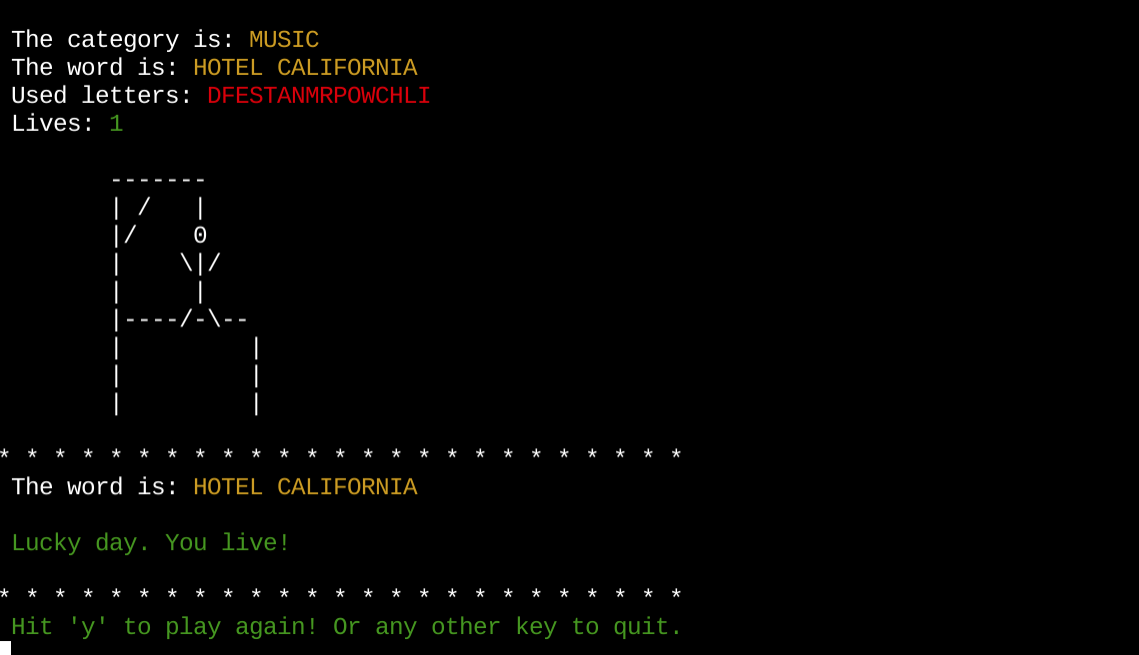 The category is: MUSIC
The word is: HOTEL CALIFORNIA
Used letters: DFESTANMRPOWCHLI
Lives: 1
-------
| /   |
|/    0
|    \|/
|     |
|----/-\--
|         |
|         |
|         |
* * * * * * * * * * * * * * * * * * * * * * * * *
The word is: HOTEL CALIFORNIA
Lucky day. You live!
* * * * * * * * * * * * * * * * * * * * * * * * *
Hit 'y' to play again! Or any other key to quit.